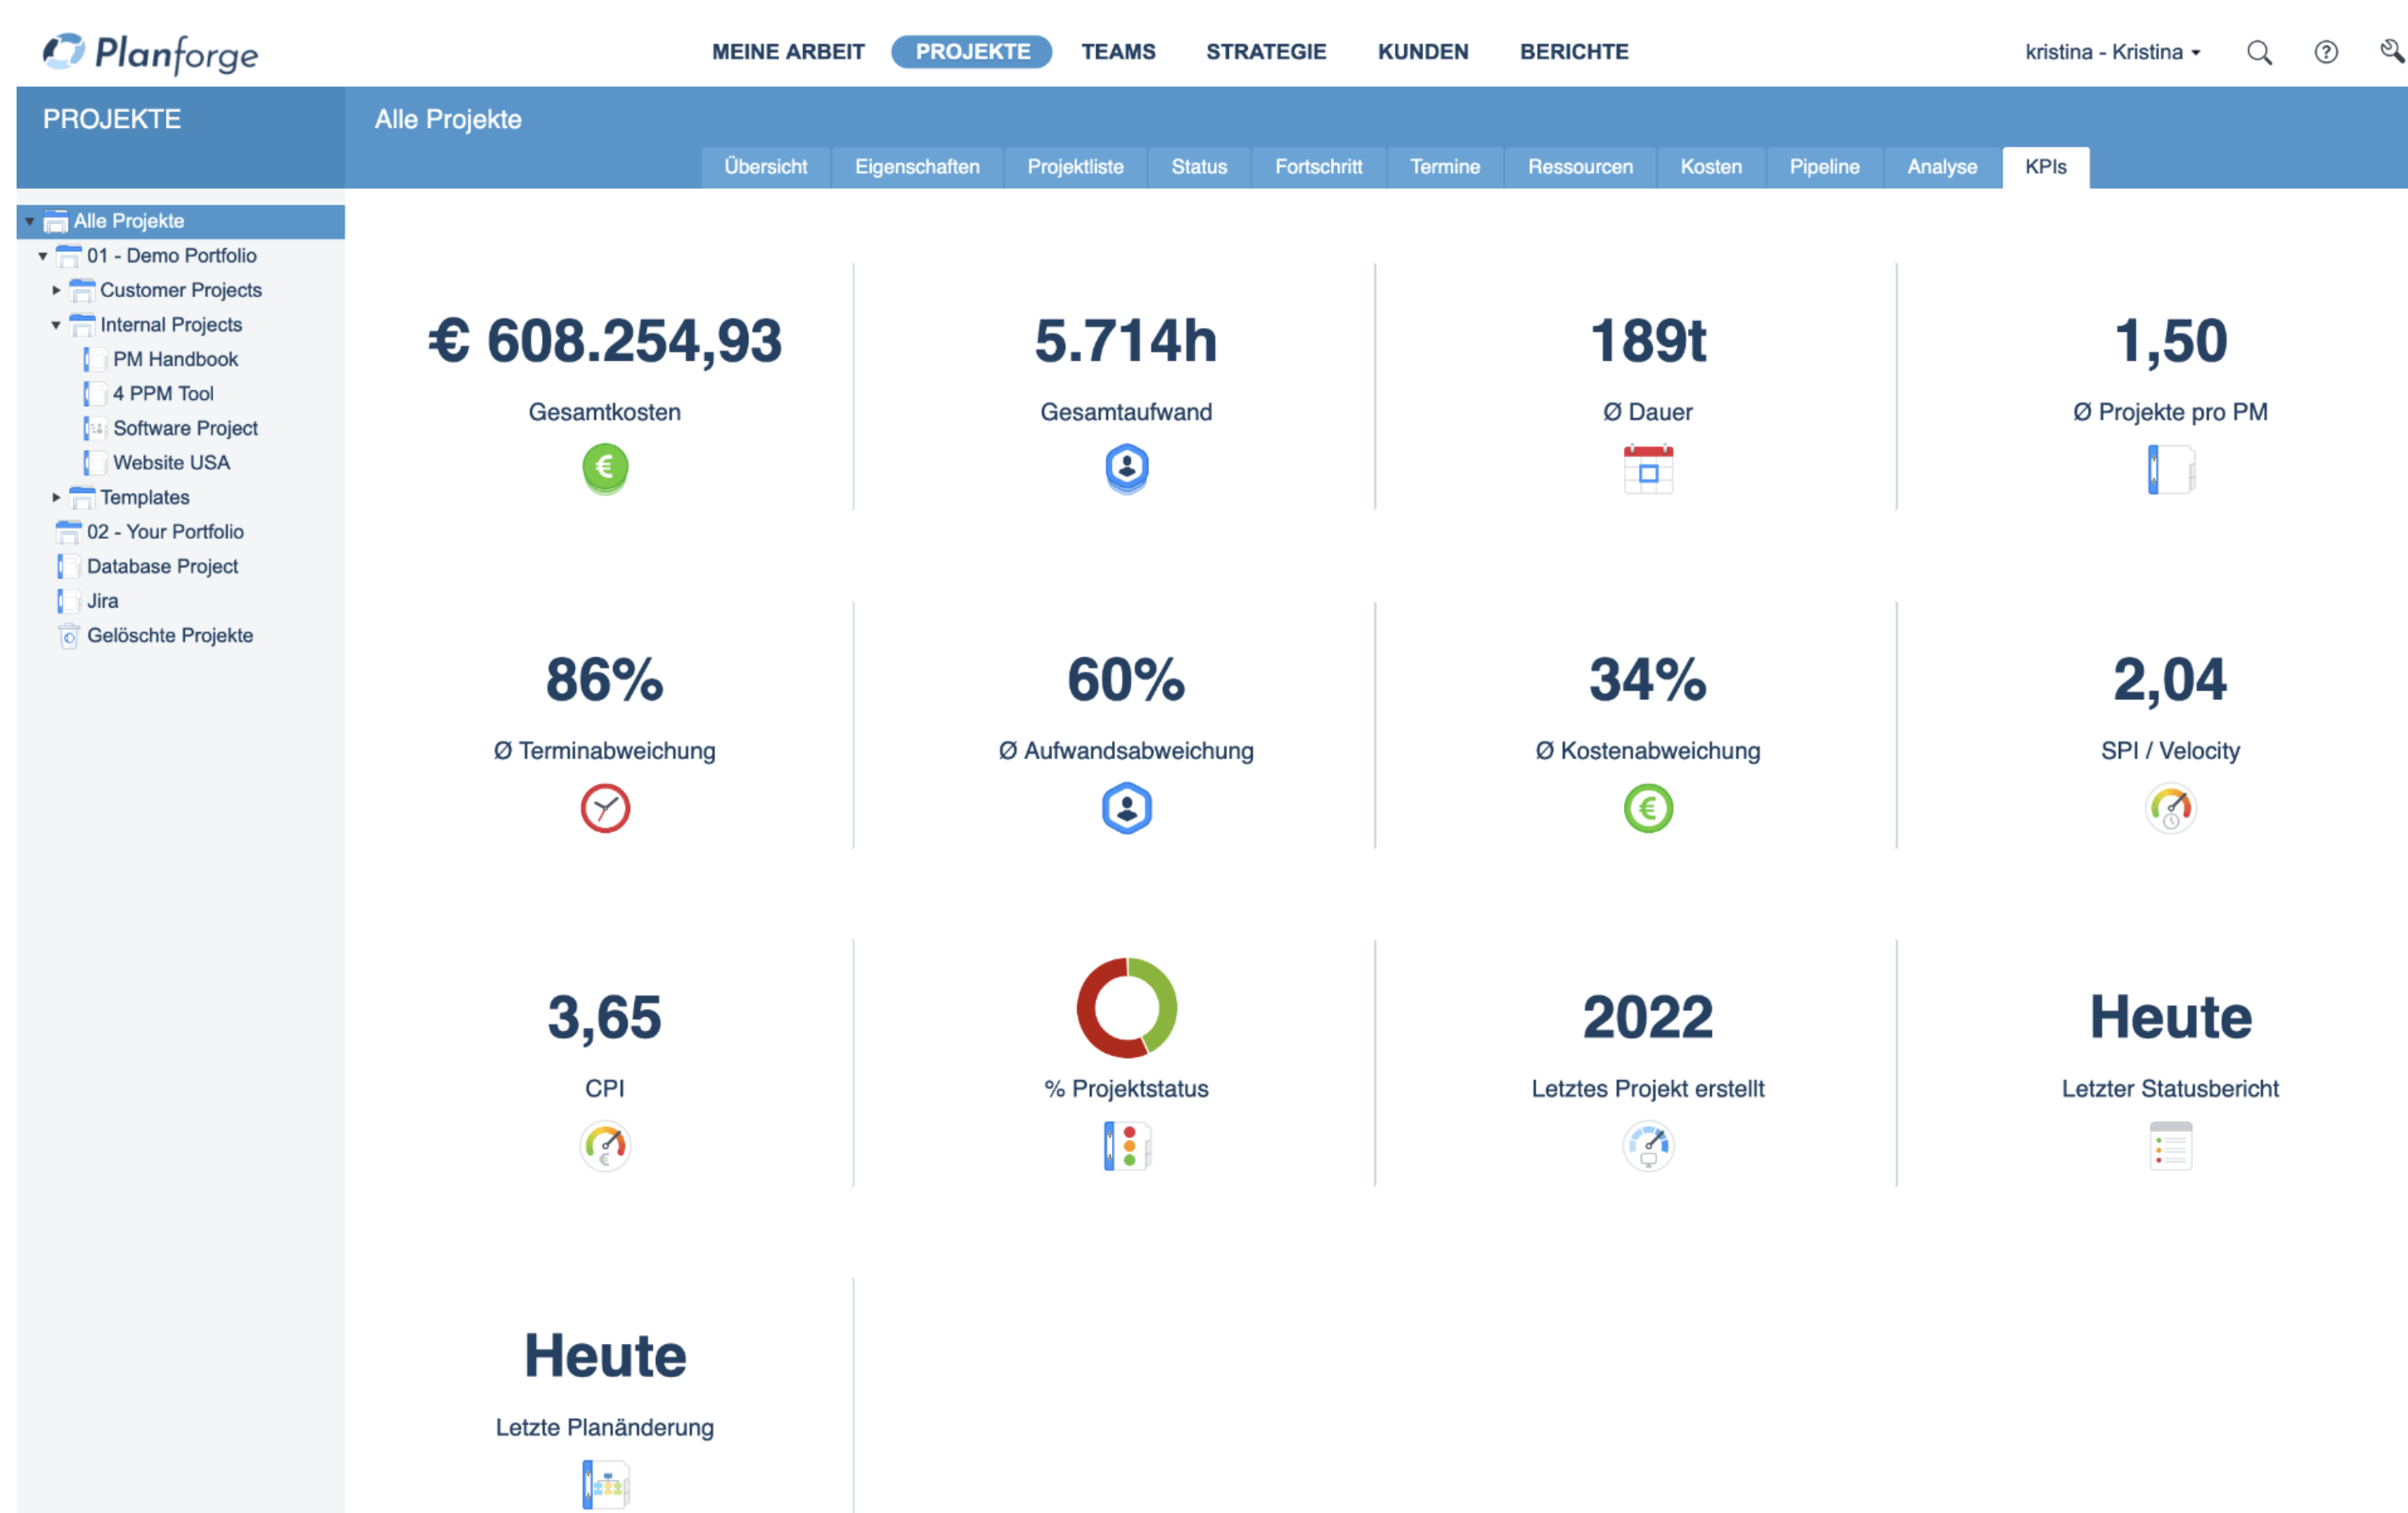 Planforge
MEINE ARBEIT PROJEKTE TEAMS STRATEGIE KUNDEN BERICHTE
kristina - Kristina
PROJEKTE
Alle Projekte
Übersicht Eigenschaften Projektliste Status Fortschritt Termine Ressourcen Kosten Pipeline Analyse KPIs
Alle Projekte
01 - Demo Portfolio
Customer Projects
Internal Projects
PM Handbook
4 PPM Tool
Software Project
Website USA
Templates
02 - Your Portfolio
Database Project
Jira
Gelöschte Projekte
€ 608.254,93
Gesamtkosten
5.714h
Gesamtaufwand
189t
Ø Dauer
1,50
Ø Projekte pro PM
86%
Ø Terminabweichung
60%
Ø Aufwandsabweichung
34%
Ø Kostenabweichung
2,04
SPI / Velocity
3,65
CPI
% Projektstatus
2022
Letztes Projekt erstellt
Heute
Letzter Statusbericht
Heute
Letzte Planänderung